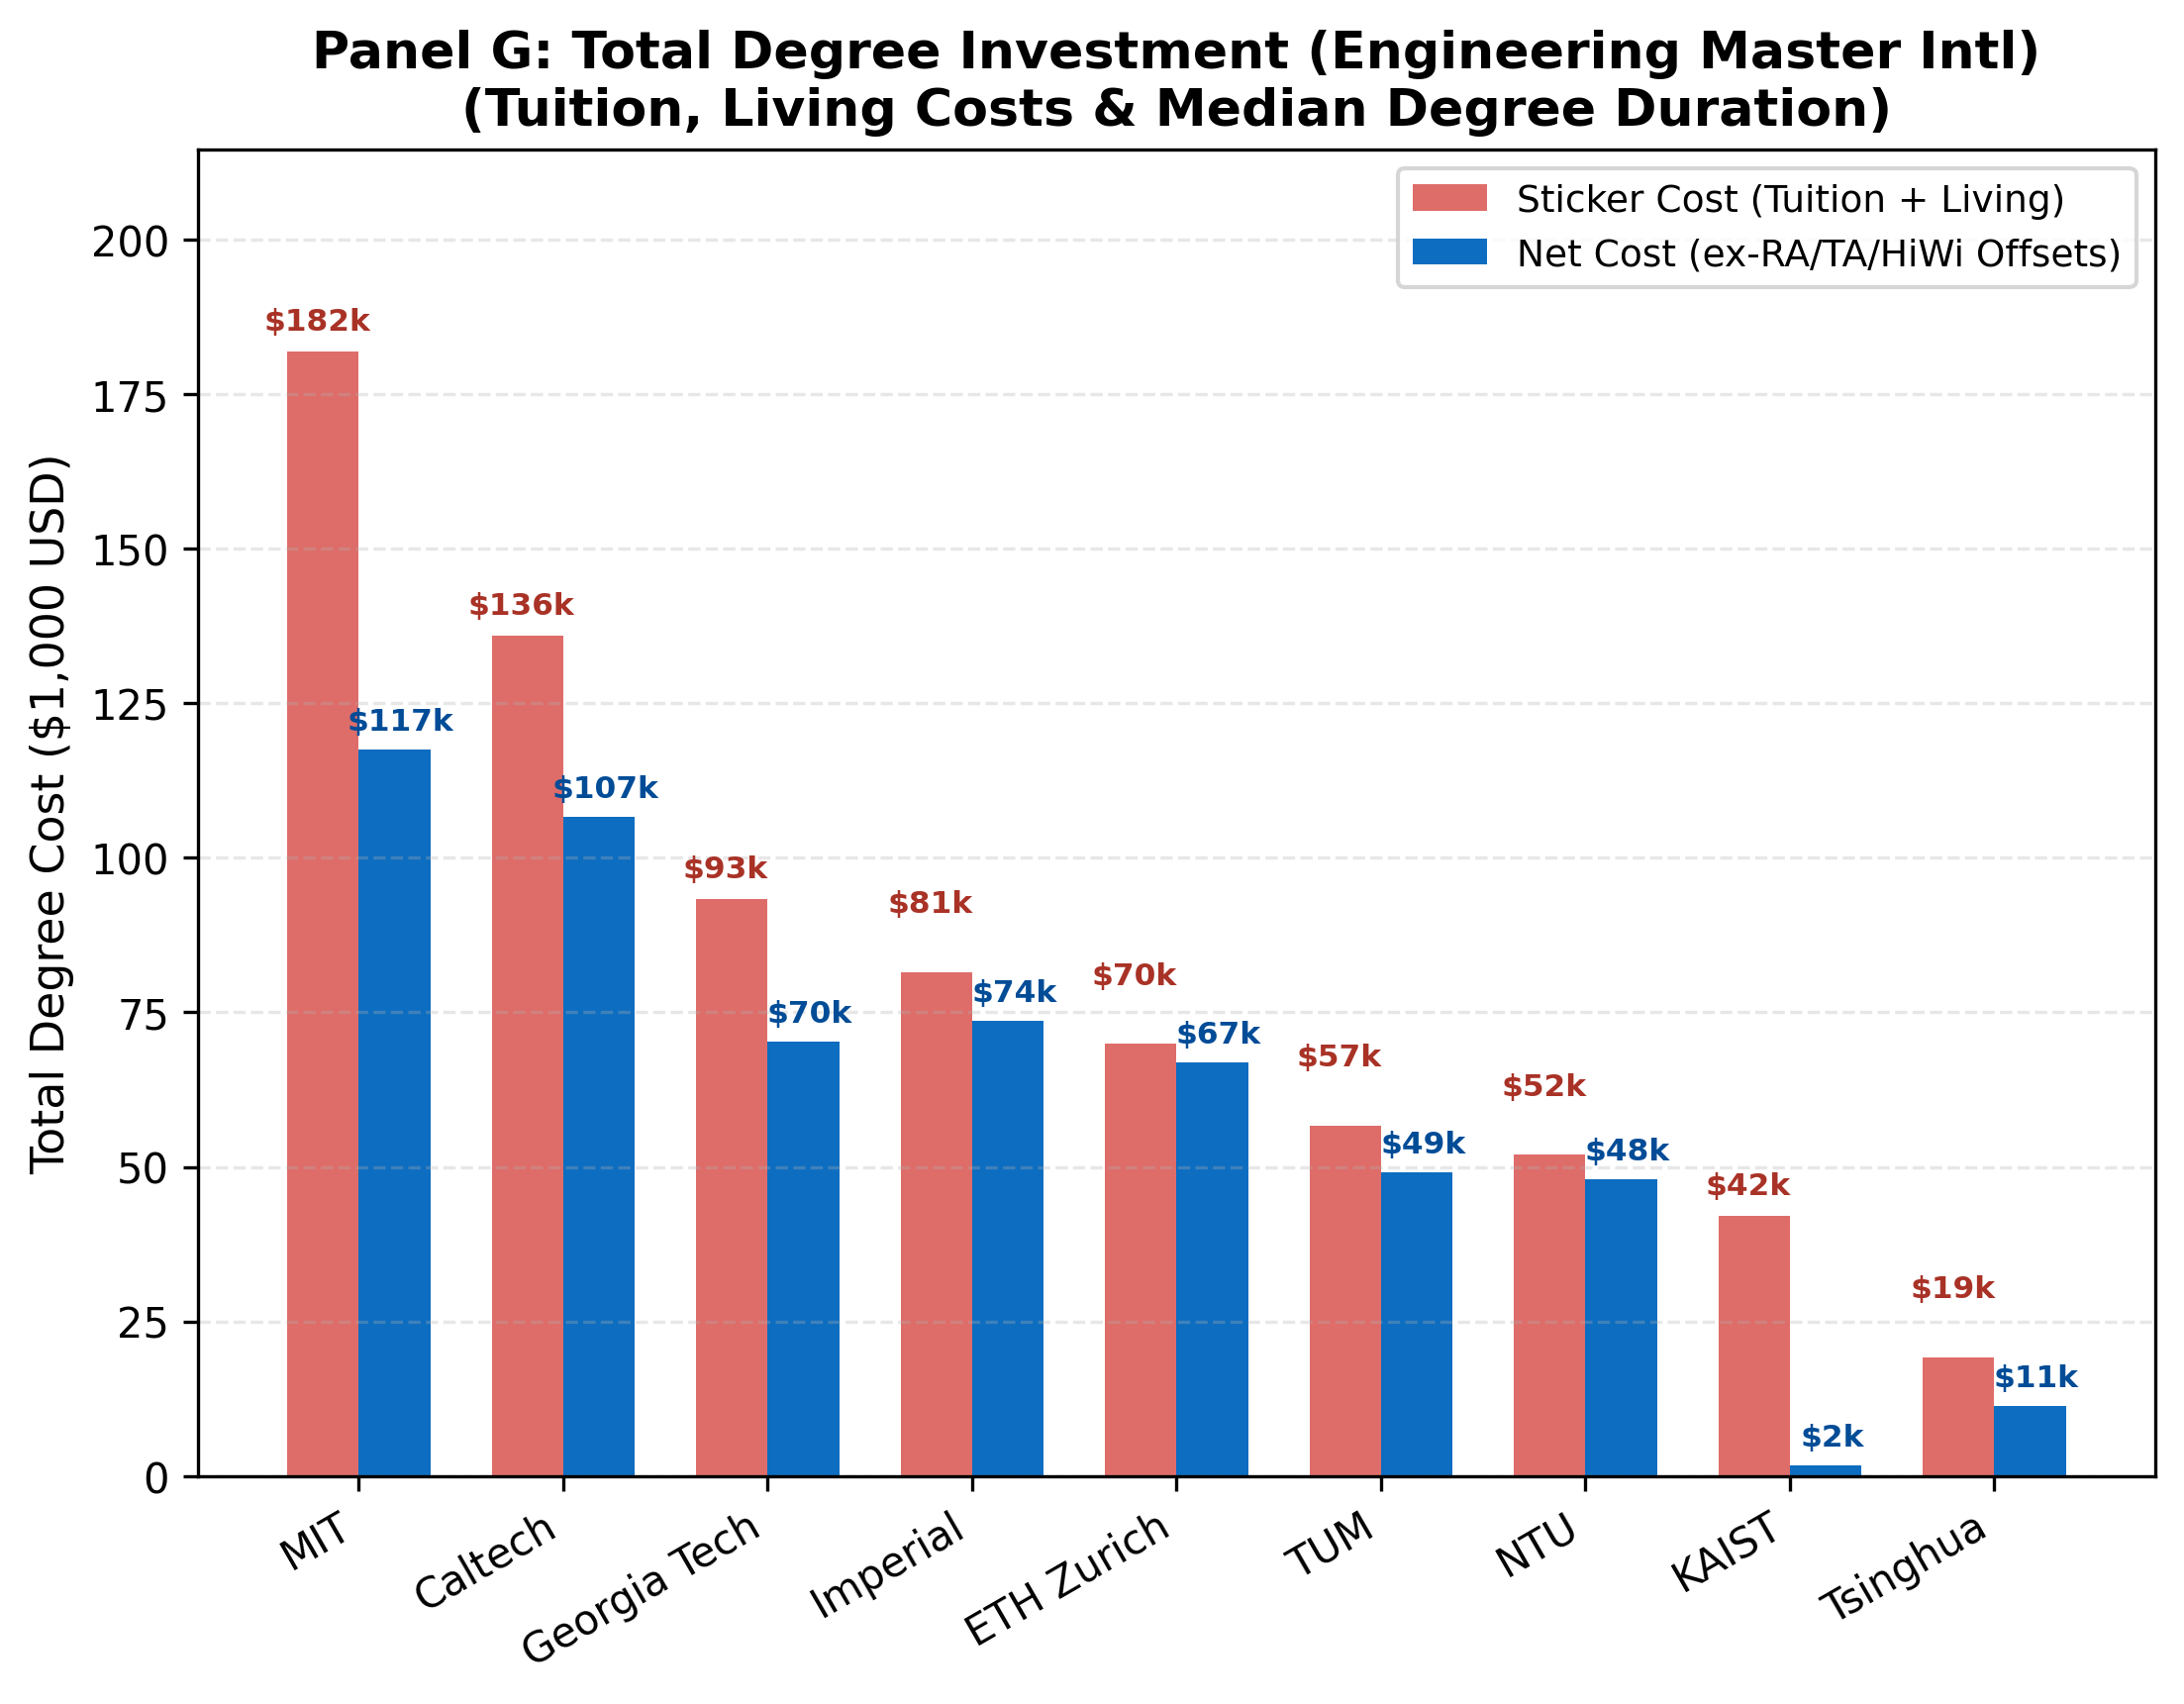 Panel G: Total Degree Investment (Engineering Master Intl)
(Tuition, Living Costs & Median Degree Duration)
Sticker Cost (Tuition + Living)
Net Cost (ex-RA/TA/HiWi Offsets)
Total Degree Cost ($1,000 USD)
200
175
150
125
100
75
50
25
0
$182k
$117k
$136k
$107k
$93k
$70k
$81k
$74k
$70k
$67k
$57k
$49k
$52k
$48k
$42k
$2k
$19k
$11k
MIT
Caltech
Georgia Tech
Imperial
ETH Zurich
TUM
NTU
KAIST
Tsinghua